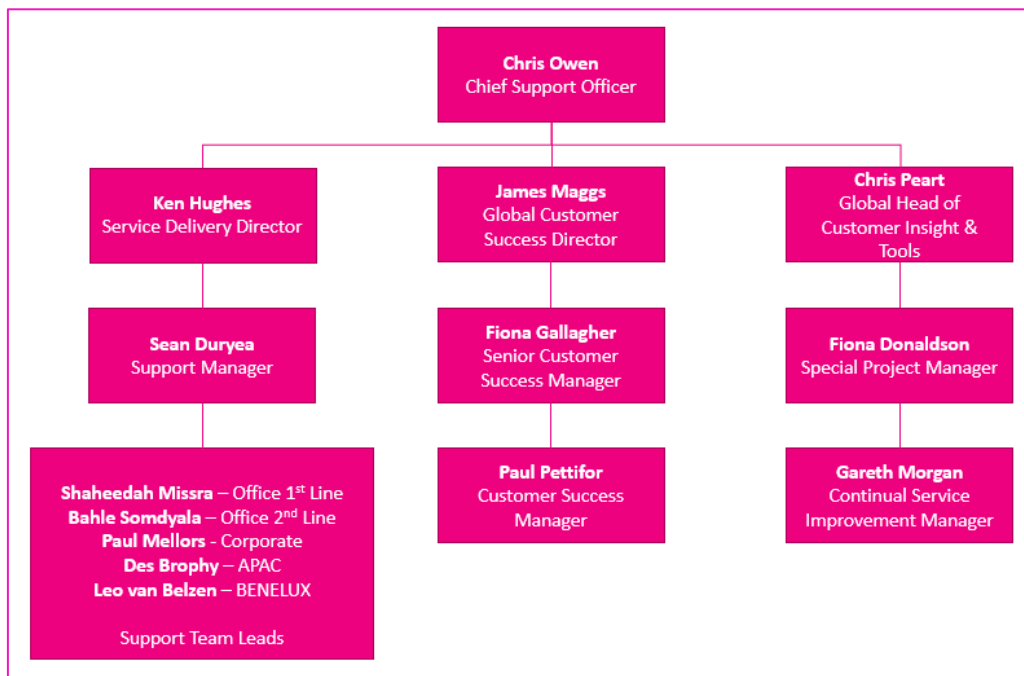 Chris Owen
Chief Support Officer
Ken Hughes
Service Delivery Director
James Maggs
Global Customer
Success Director
Chris Peart
Global Head of
Customer Insight &
Tools
Sean Duryea
Support Manager
Fiona Gallagher
Senior Customer
Success Manager
Fiona Donaldson
Special Project Manager
Shaheedah Missra – Office 1st Line
Bahle Somdyala – Office 2nd Line
Paul Mellors - Corporate
Des Brophy – APAC
Leo van Belzen – BENELUX
Support Team Leads
Paul Pettifor
Customer Success
Manager
Gareth Morgan
Continual Service
Improvement Manager